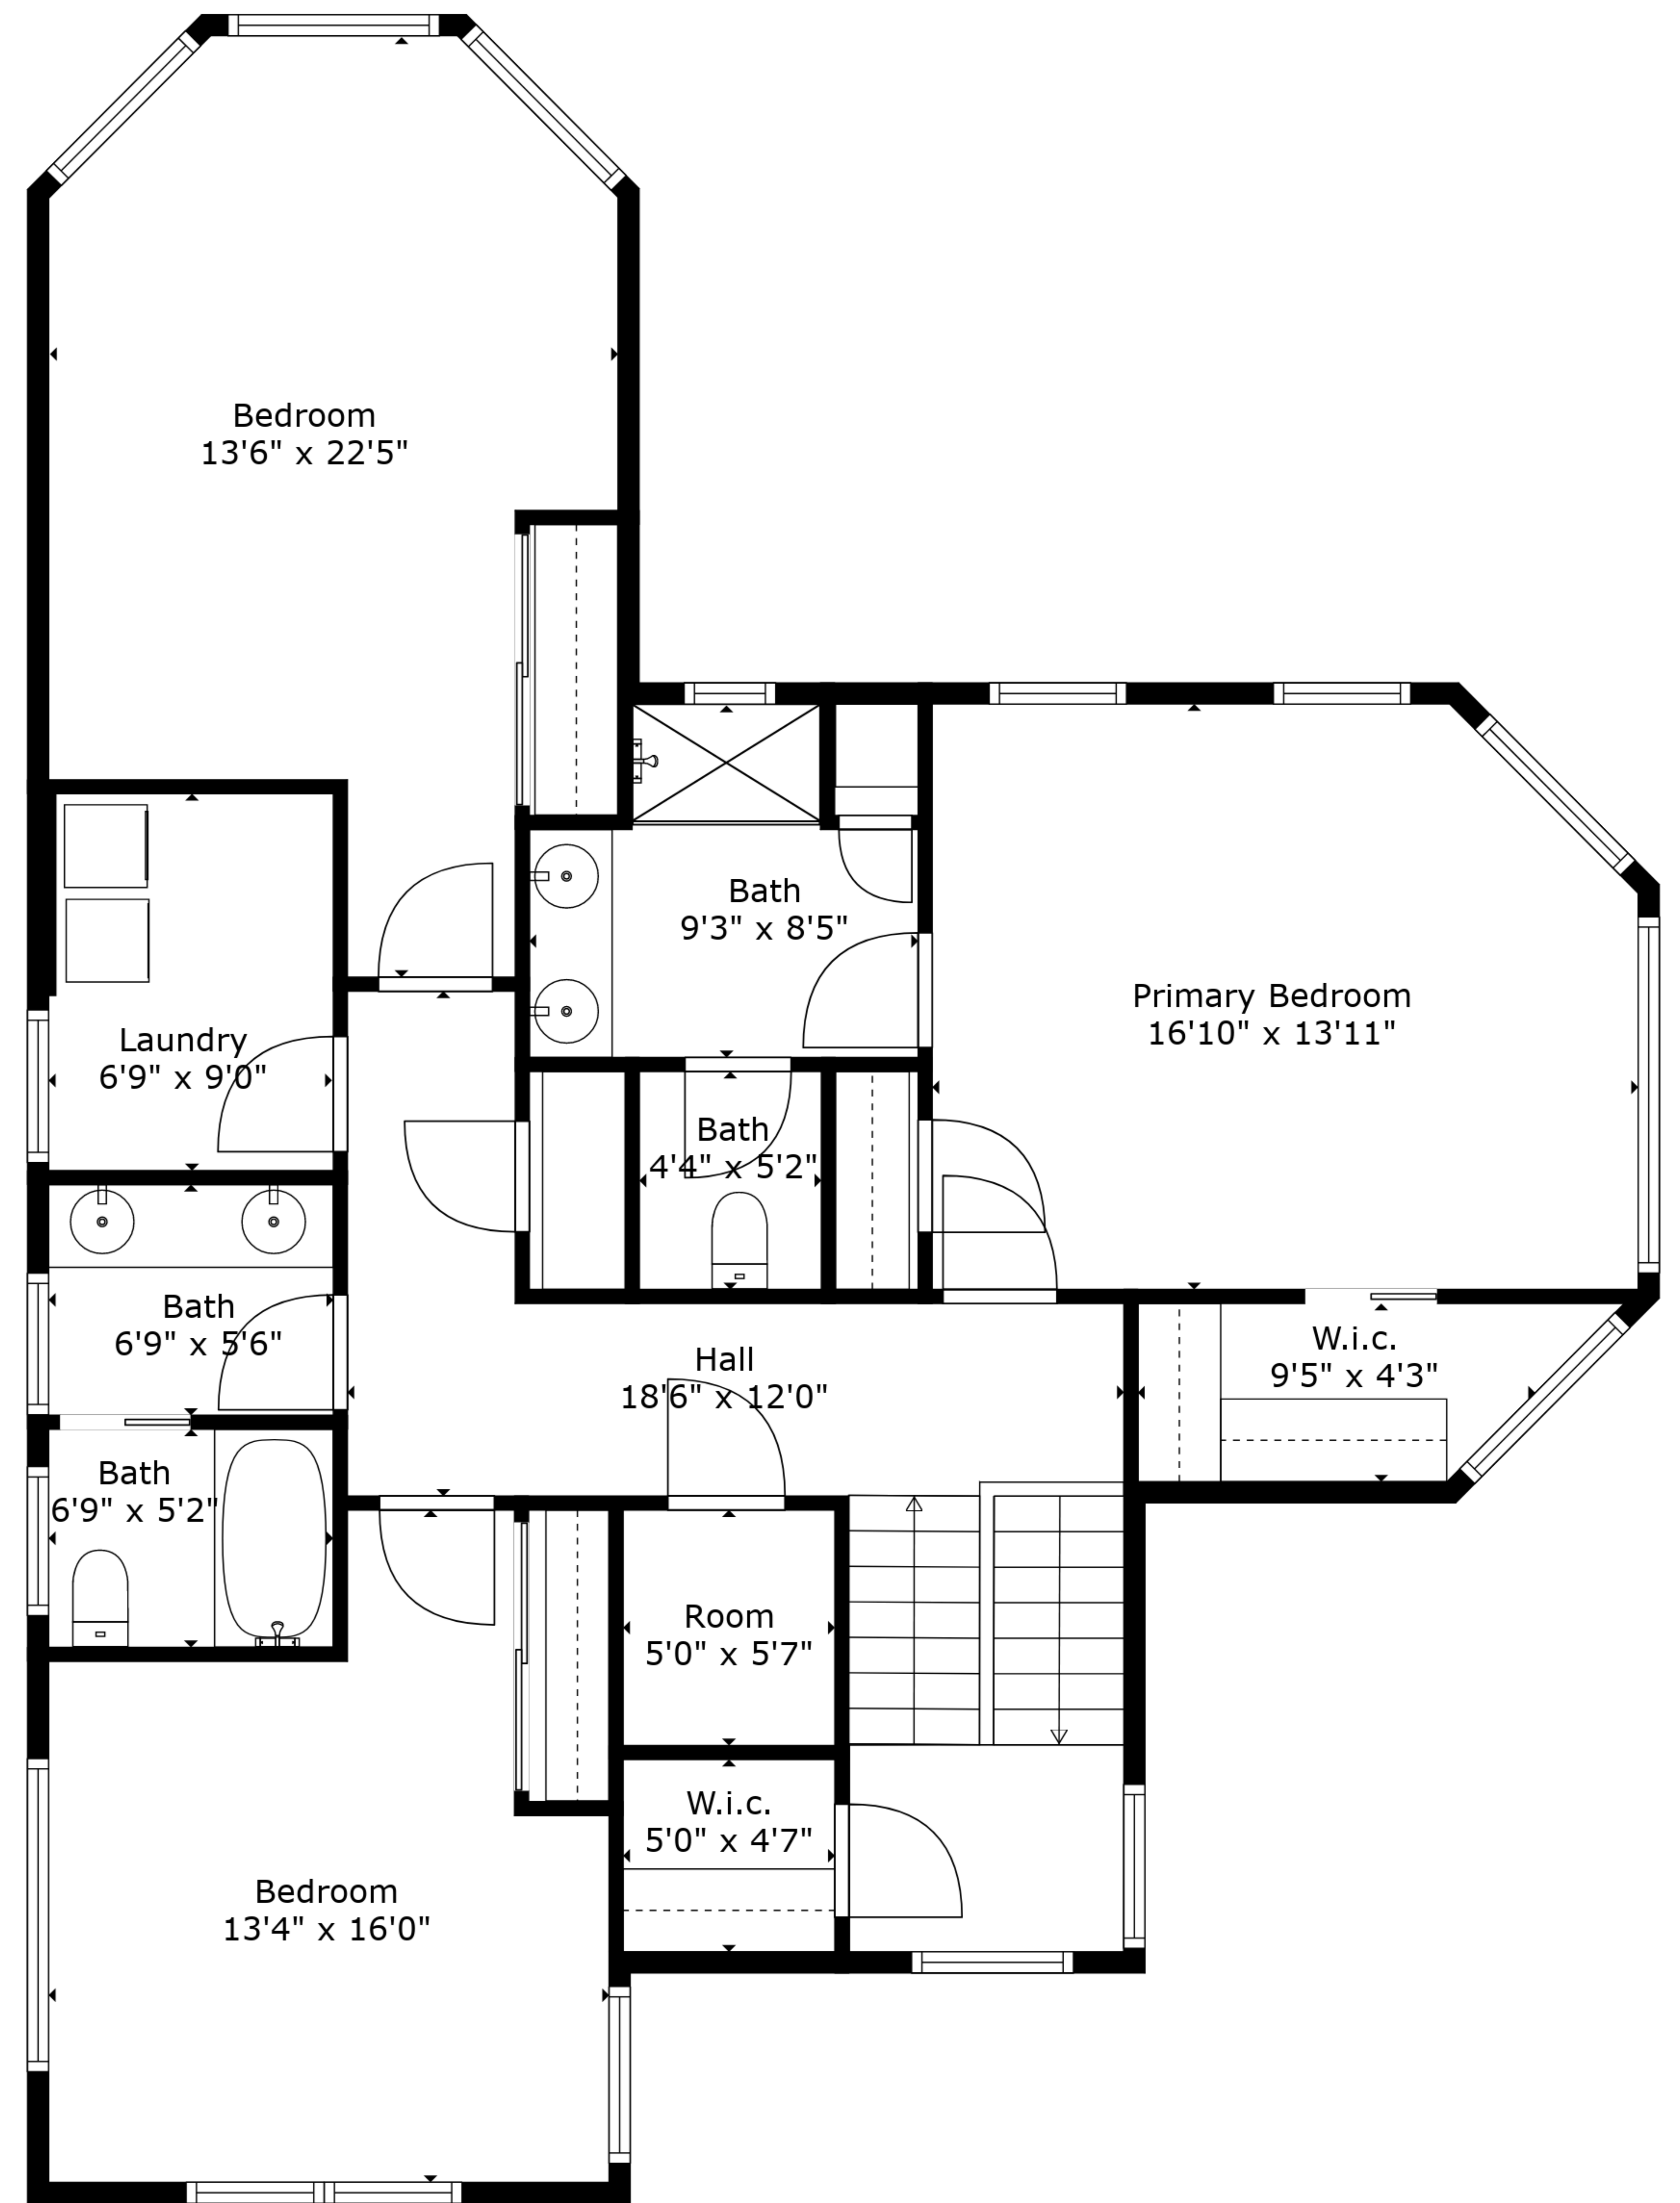 Bedroom
13'6" x 22'5"
Bath
9'3" x 8'5"
Primary Bedroom
16'10" x 13'11"
Laundry
6'9" x 9'0"
Bath
4'4" x 5'2"
Bath
6'9" x 5'6"
Hall
18'6" x 12'0"
W.i.c.
9'5" x 4'3"
Bath
6'9" x 5'2"
Room
5'0" x 5'7"
W.i.c.
5'0" x 4'7"
Bedroom
13'4" x 16'0"